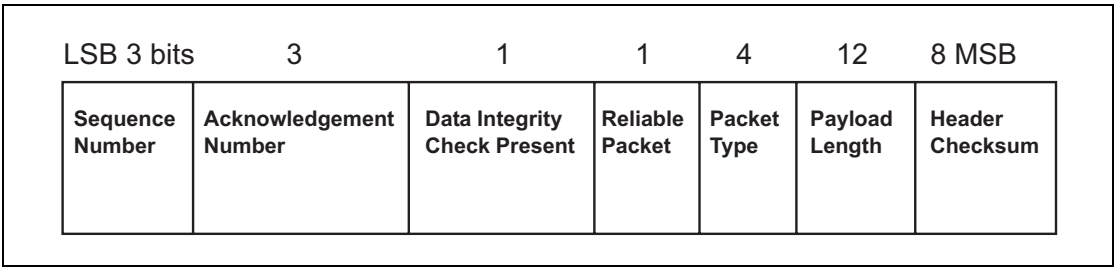 LSB 3 bits 3 1 1 4 12 8 MSB
Sequence Acknowledgement Data Integrity Reliable Packet Payload Header
Number Number Check Present Packet Type Length Checksum